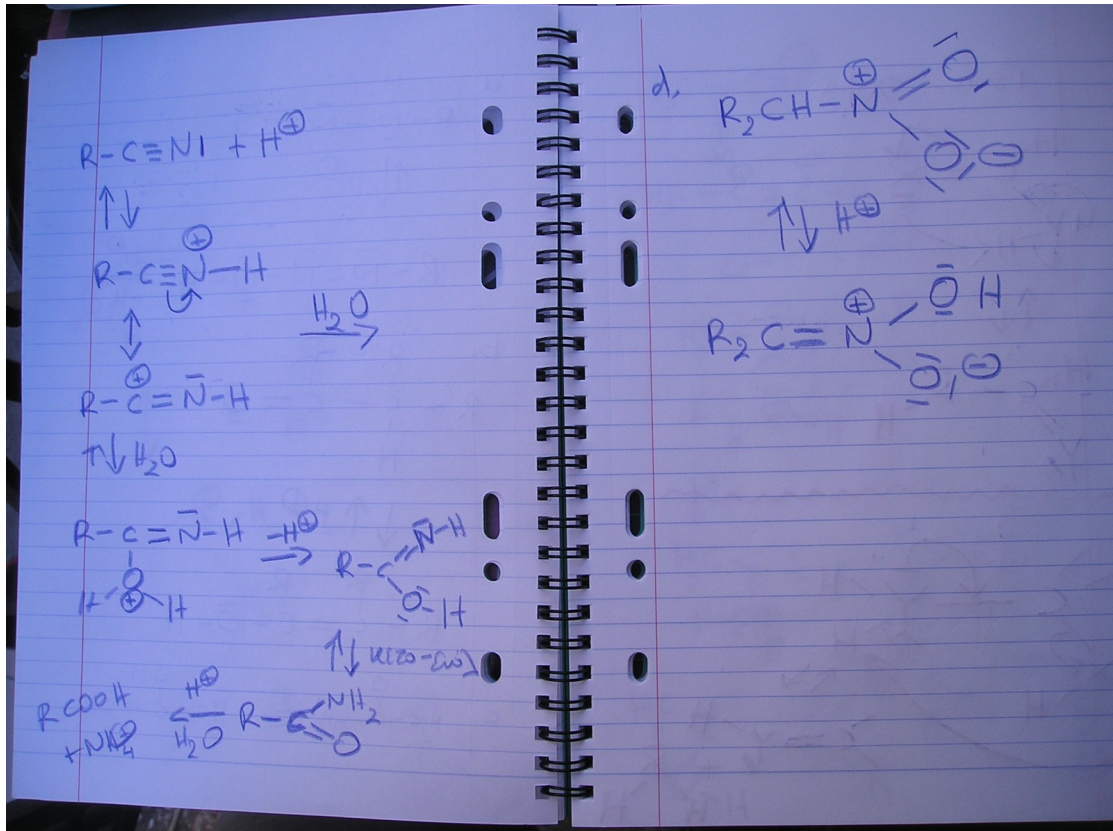 R-C≡N| + H⊕
⇅
R-C≡N⊕-H
↕
R-C⊕=N̄-H
⇅ H₂O
H₂O →
R-C=N̄-H -H⊕ → R-C=N̄-H
O⊕ Ō-H
H H
⇅
RCOOH H⊕ ← R-C NH₂
+NH₄⊕ H₂O O
d,
R₂CH-N⊕=Ō|
Ō|⊖
⇅ H⊕
R₂C=N⊕-ŌH
Ō|⊖